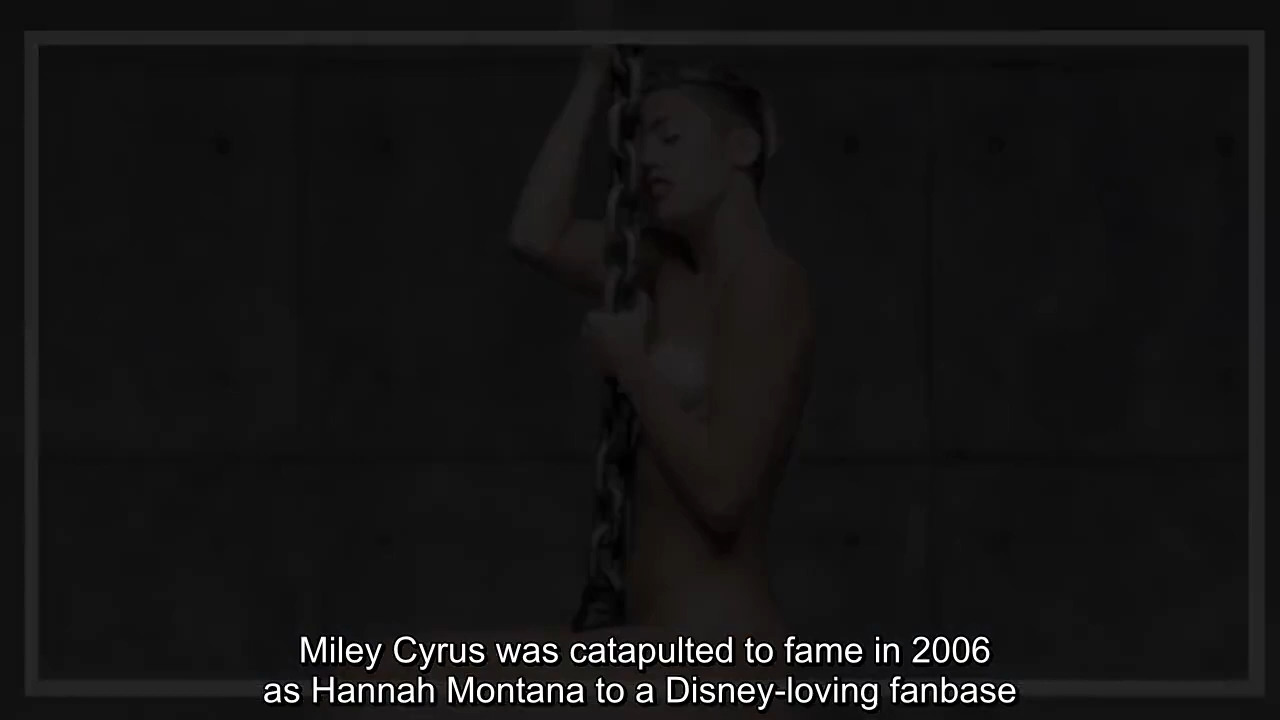 Miley Cyrus was catapulted to fame in 2006
as Hannah Montana to a Disney-loving fanbase